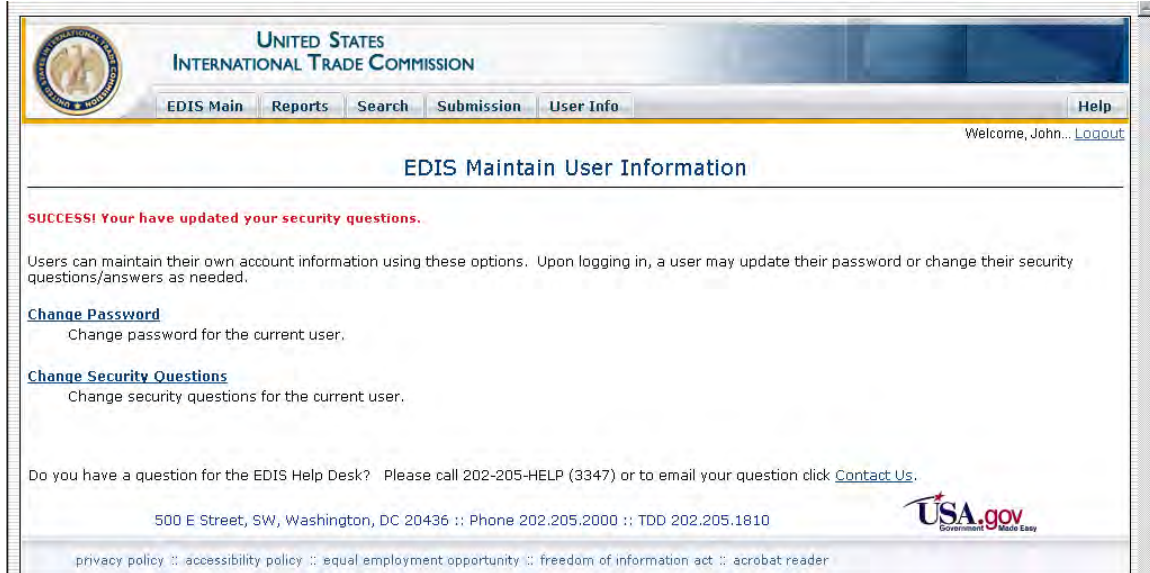 UNITED STATES
INTERNATIONAL TRADE COMMISSION
EDIS Main Reports Search Submission User Info Help
Welcome, John... Logout
EDIS Maintain User Information
SUCCESS! Your have updated your security questions.
Users can maintain their own account information using these options. Upon logging in, a user may update their password or change their security
questions/answers as needed.
Change Password
Change password for the current user.
Change Security Questions
Change security questions for the current user.
Do you have a question for the EDIS Help Desk? Please call 202-205-HELP (3347) or to email your question click Contact Us.
USA.gov
Government Made Easy
500 E Street, SW, Washington, DC 20436 :: Phone 202.205.2000 :: TDD 202.205.1810
privacy policy :: accessibility policy :: equal employment opportunity :: freedom of information act :: acrobat reader